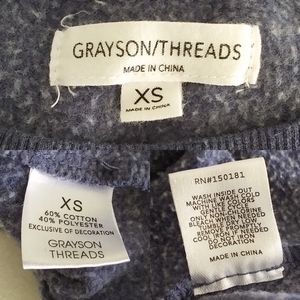 GRAYSON/THREADS
MADE IN CHINA
XS
MADE IN CHINA
XS
60% COTTON
40% POLYESTER
EXCLUSIVE OF DECORATION
GRAYSON
THREADS
RN#150181
WASH INSIDE OUT
MACHINE WASH COLD
WITH LIKE COLORS
GENTLE CYCLE
ONLY NON-CHLORINE
BLEACH WHEN NEEDED
TUMBLE DRY LOW
REMOVE PROMPTLY
COOL IRON IF NEEDED
DO NOT IRON
DECORATION
MADE IN CHINA